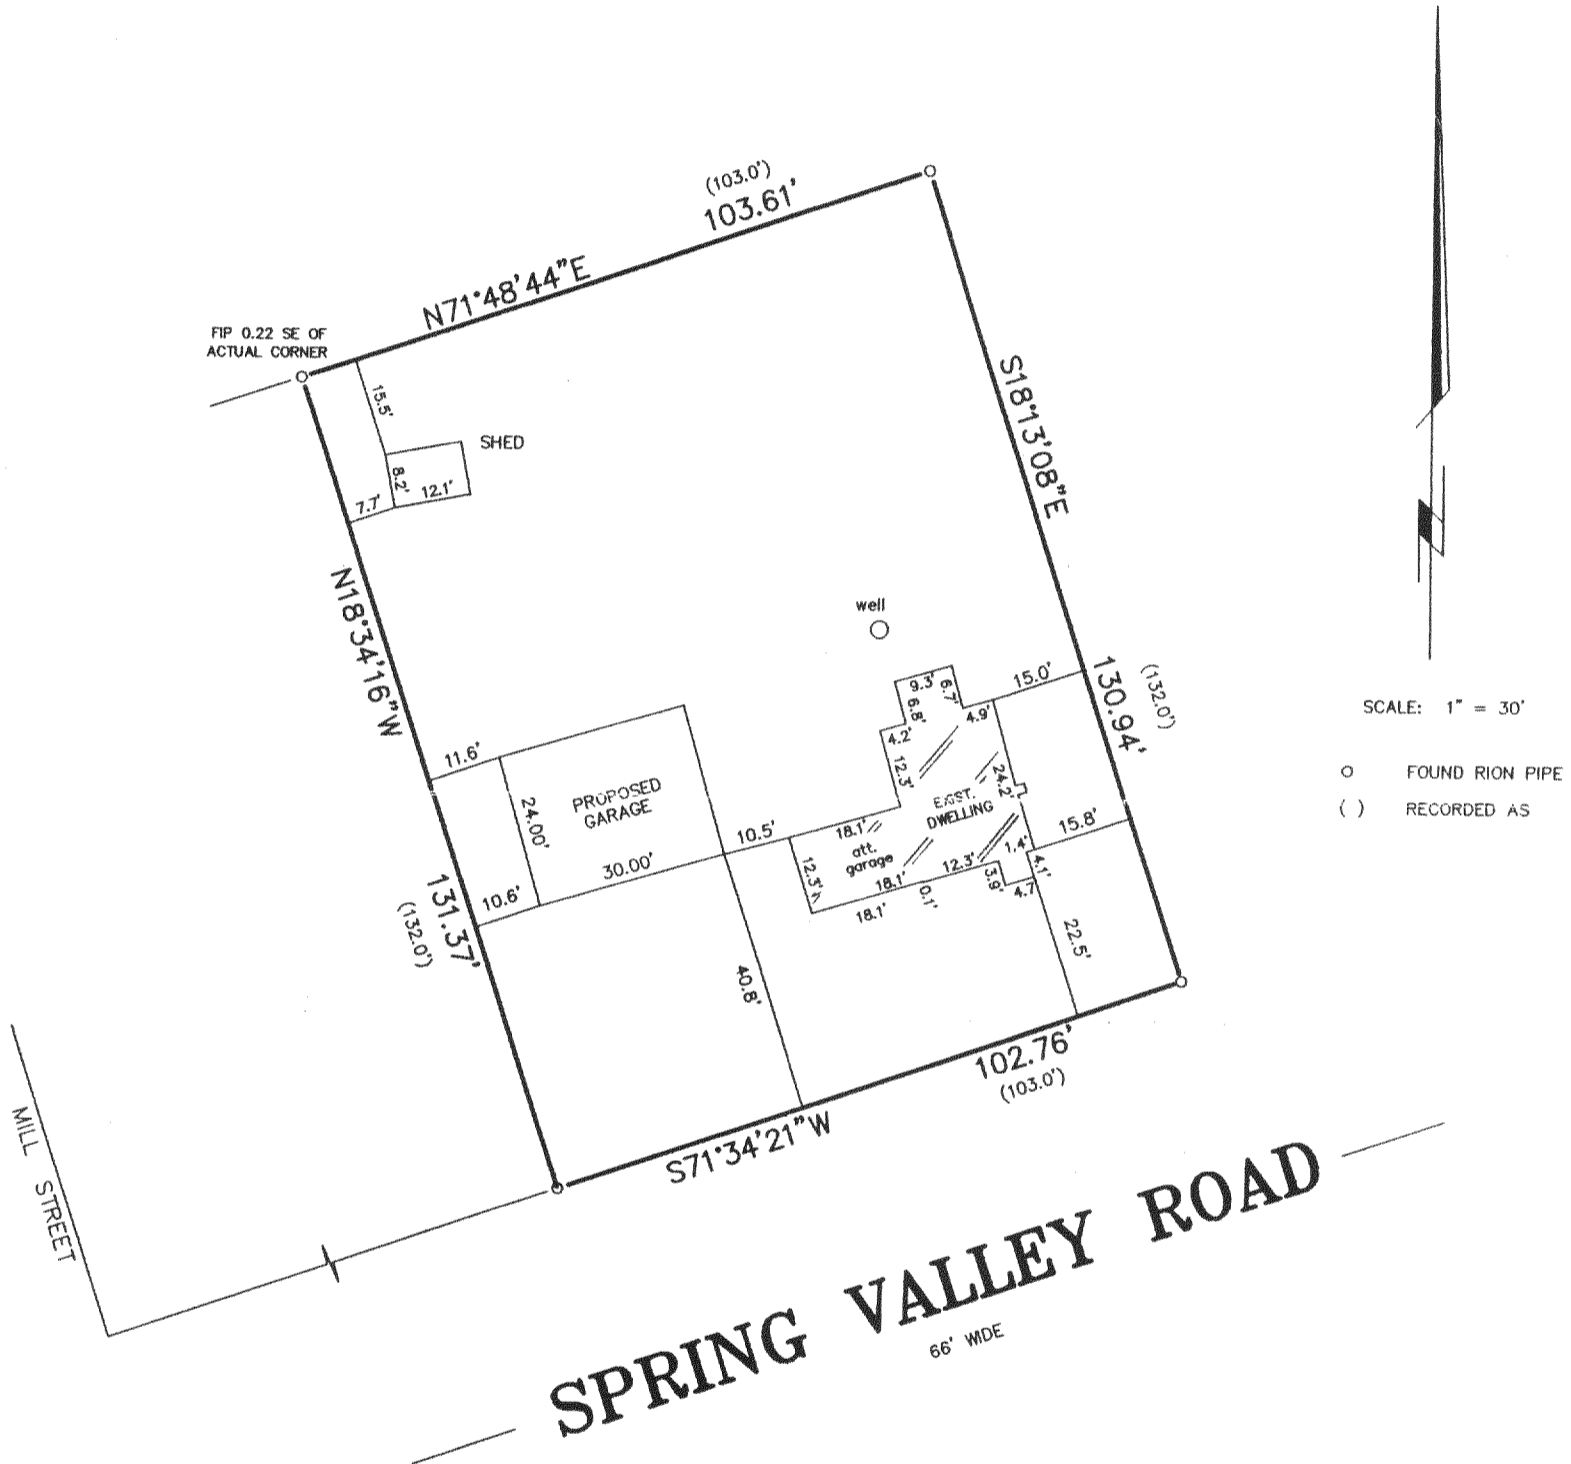 (103.0')
103.61'
N71°48'44"E
FIP 0.22 SE OF
ACTUAL CORNER
15.5'
SHED
8.2'
12.1'
7.7'
S18°13'08"E
N18°34'16"W
well
9.3'
6.7'
6.8'
4.9'
15.0'
4.2'
12.3'
24.2'
130.94'
(132.0')
SCALE: 1" = 30'
FOUND RION PIPE
( ) RECORDED AS
11.6'
PROPOSED
GARAGE
24.00'
30.00'
10.5'
18.1'
att.
garage
EXIST.
DWELLING
15.8'
1.4'
4.1'
12.3'
12.3'
18.1'
0.1'
3.9'
4.7'
18.1'
10.6'
131.37'
(132.0')
40.8'
22.5'
102.76'
(103.0')
S71°34'21"W
MILL STREET
SPRING VALLEY ROAD
66' WIDE